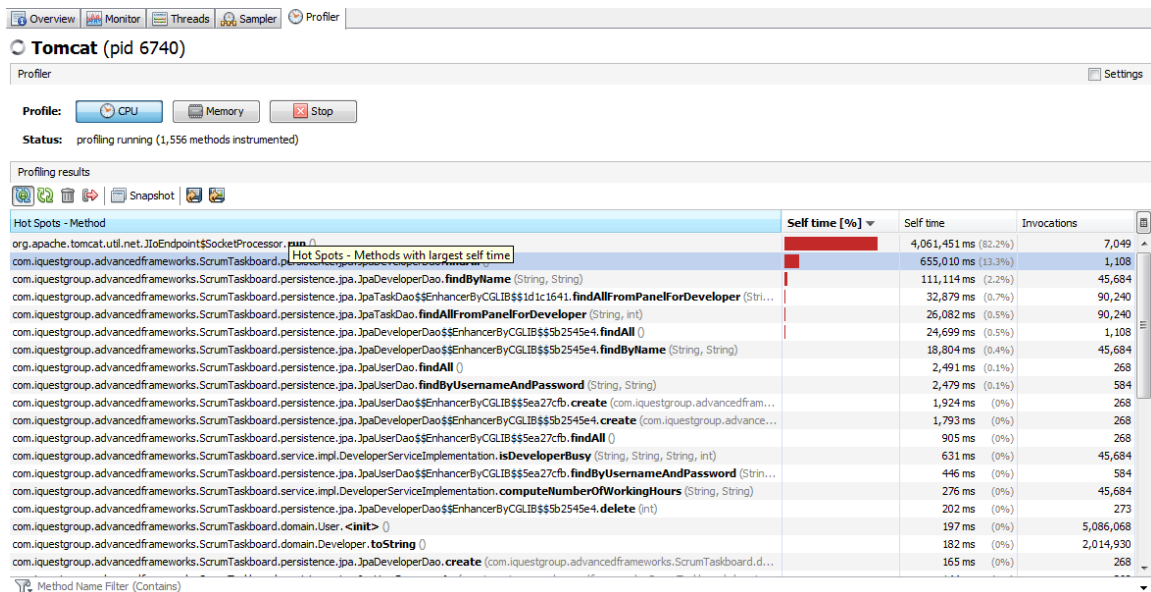 Overview Monitor Threads Sampler Profiler
Tomcat (pid 6740)
Profiler Settings
Profile: CPU Memory Stop
Status: profiling running (1,556 methods instrumented)
Profiling results
Snapshot
Hot Spots - Method Self time [%] Self time Invocations
org.apache.tomcat.util.net.JIoEndpoint$SocketProcessor.run () 4,061,451 ms (82.2%) 7,049
Hot Spots - Methods with largest self time
com.iquestgroup.advancedframeworks.ScrumTaskboard.persistence.jpa.JpaDeveloperDao.findAll () 655,010 ms (13.3%) 1,108
com.iquestgroup.advancedframeworks.ScrumTaskboard.persistence.jpa.JpaDeveloperDao.findByName (String, String) 111,114 ms (2.2%) 45,684
com.iquestgroup.advancedframeworks.ScrumTaskboard.persistence.jpa.JpaTaskDao$$EnhancerByCGLIB$$1d1c1641.findAllFromPanelForDeveloper (Stri... 32,879 ms (0.7%) 90,240
com.iquestgroup.advancedframeworks.ScrumTaskboard.persistence.jpa.JpaTaskDao.findAllFromPanelForDeveloper (String, int) 26,082 ms (0.5%) 90,240
com.iquestgroup.advancedframeworks.ScrumTaskboard.persistence.jpa.JpaDeveloperDao$$EnhancerByCGLIB$$5b2545e4.findAll () 24,699 ms (0.5%) 1,108
com.iquestgroup.advancedframeworks.ScrumTaskboard.persistence.jpa.JpaDeveloperDao$$EnhancerByCGLIB$$5b2545e4.findByName (String, String) 18,804 ms (0.4%) 45,684
com.iquestgroup.advancedframeworks.ScrumTaskboard.persistence.jpa.JpaUserDao.findAll () 2,491 ms (0.1%) 268
com.iquestgroup.advancedframeworks.ScrumTaskboard.persistence.jpa.JpaUserDao.findByUsernameAndPassword (String, String) 2,479 ms (0.1%) 584
com.iquestgroup.advancedframeworks.ScrumTaskboard.persistence.jpa.JpaUserDao$$EnhancerByCGLIB$$5ea27cfb.create (com.iquestgroup.advancedfram... 1,924 ms (0%) 268
com.iquestgroup.advancedframeworks.ScrumTaskboard.persistence.jpa.JpaDeveloperDao$$EnhancerByCGLIB$$5b2545e4.create (com.iquestgroup.advance... 1,793 ms (0%) 268
com.iquestgroup.advancedframeworks.ScrumTaskboard.persistence.jpa.JpaUserDao$$EnhancerByCGLIB$$5ea27cfb.findAll () 905 ms (0%) 268
com.iquestgroup.advancedframeworks.ScrumTaskboard.service.impl.DeveloperServiceImplementation.isDeveloperBusy (String, String, String, int) 631 ms (0%) 45,684
com.iquestgroup.advancedframeworks.ScrumTaskboard.persistence.jpa.JpaUserDao$$EnhancerByCGLIB$$5ea27cfb.findByUsernameAndPassword (Strin... 446 ms (0%) 584
com.iquestgroup.advancedframeworks.ScrumTaskboard.service.impl.DeveloperServiceImplementation.computeNumberOfWorkingHours (String, String) 276 ms (0%) 45,684
com.iquestgroup.advancedframeworks.ScrumTaskboard.persistence.jpa.JpaDeveloperDao$$EnhancerByCGLIB$$5b2545e4.delete (int) 202 ms (0%) 273
com.iquestgroup.advancedframeworks.ScrumTaskboard.domain.User.<init> () 197 ms (0%) 5,086,068
com.iquestgroup.advancedframeworks.ScrumTaskboard.domain.Developer.toString () 182 ms (0%) 2,014,930
com.iquestgroup.advancedframeworks.ScrumTaskboard.persistence.jpa.JpaDeveloperDao.create (com.iquestgroup.advancedframeworks.ScrumTaskboard.d... 165 ms (0%) 268
Method Name Filter (Contains)